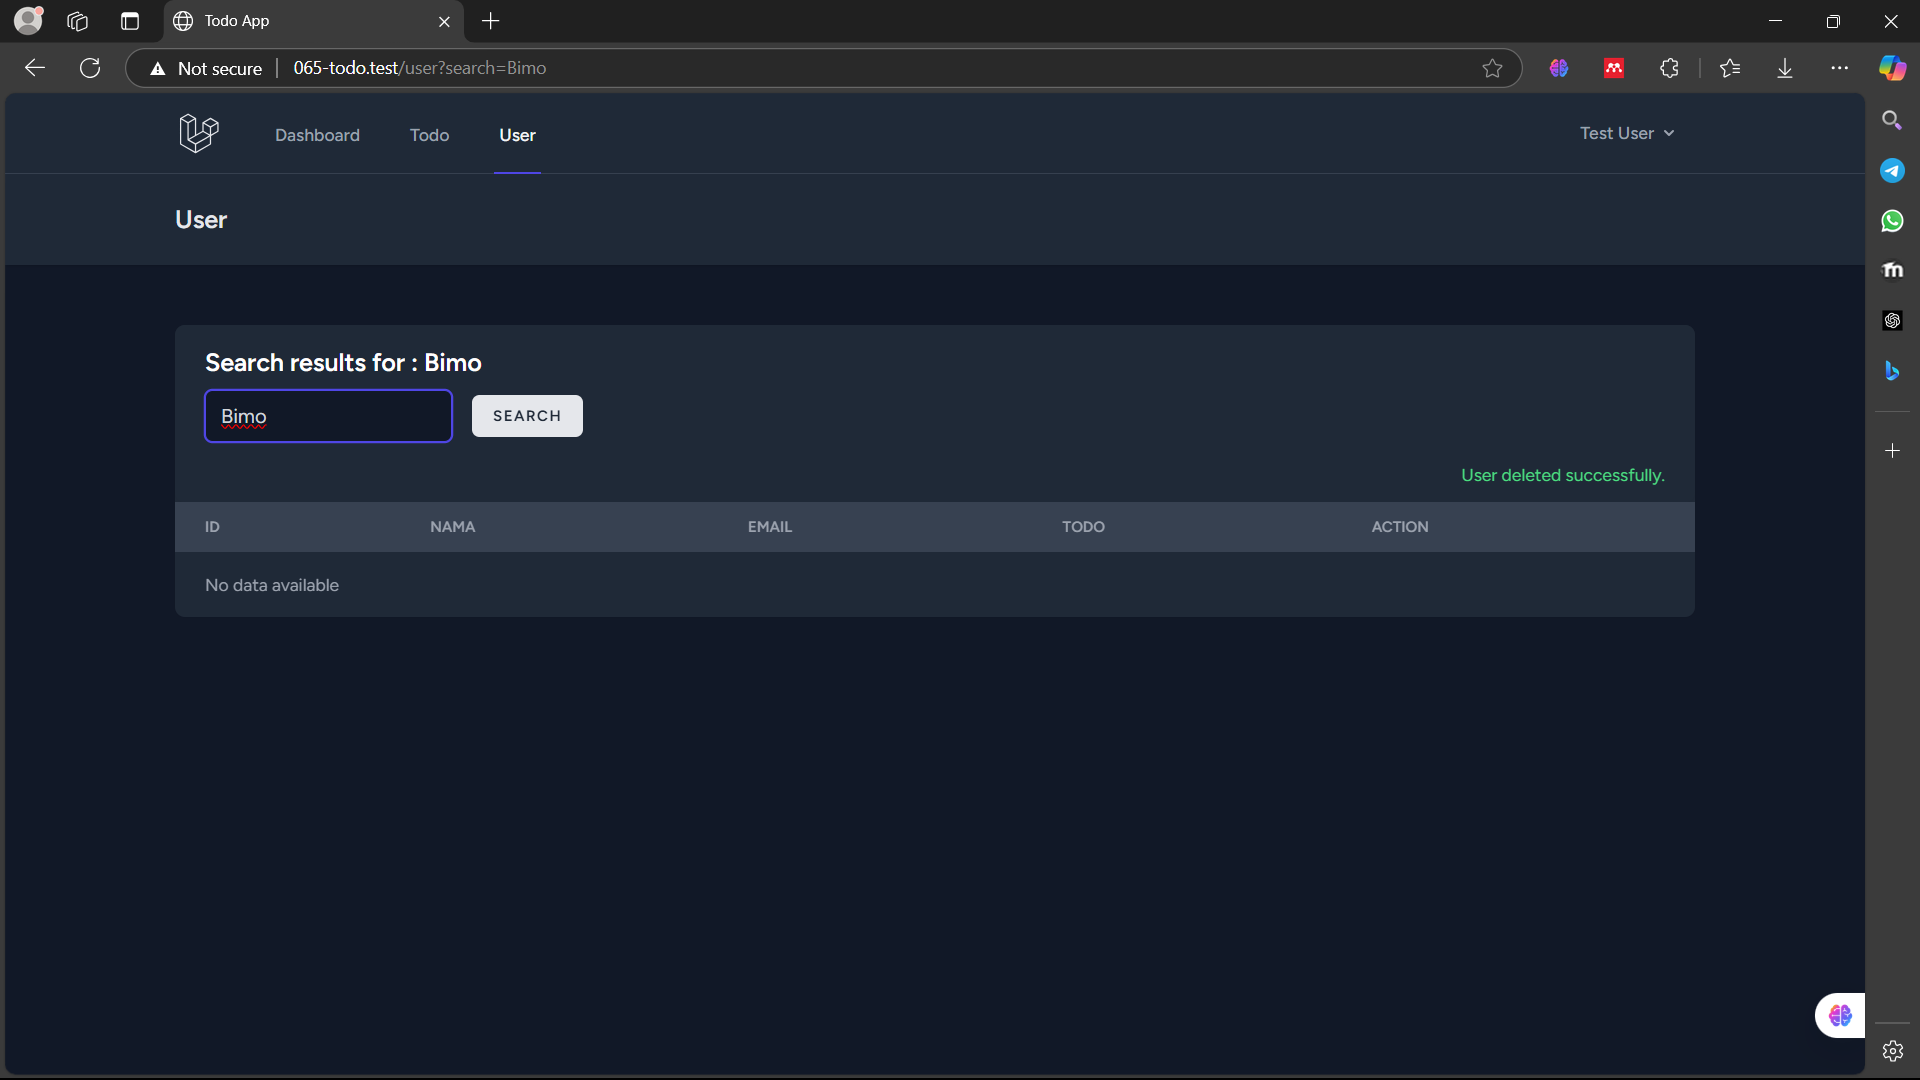 Todo App
Not secure 065-todo.test/user?search=Bimo
Dashboard Todo User Test User
User
Search results for : Bimo
Bimo SEARCH
User deleted successfully.
ID NAMA EMAIL TODO ACTION
No data available